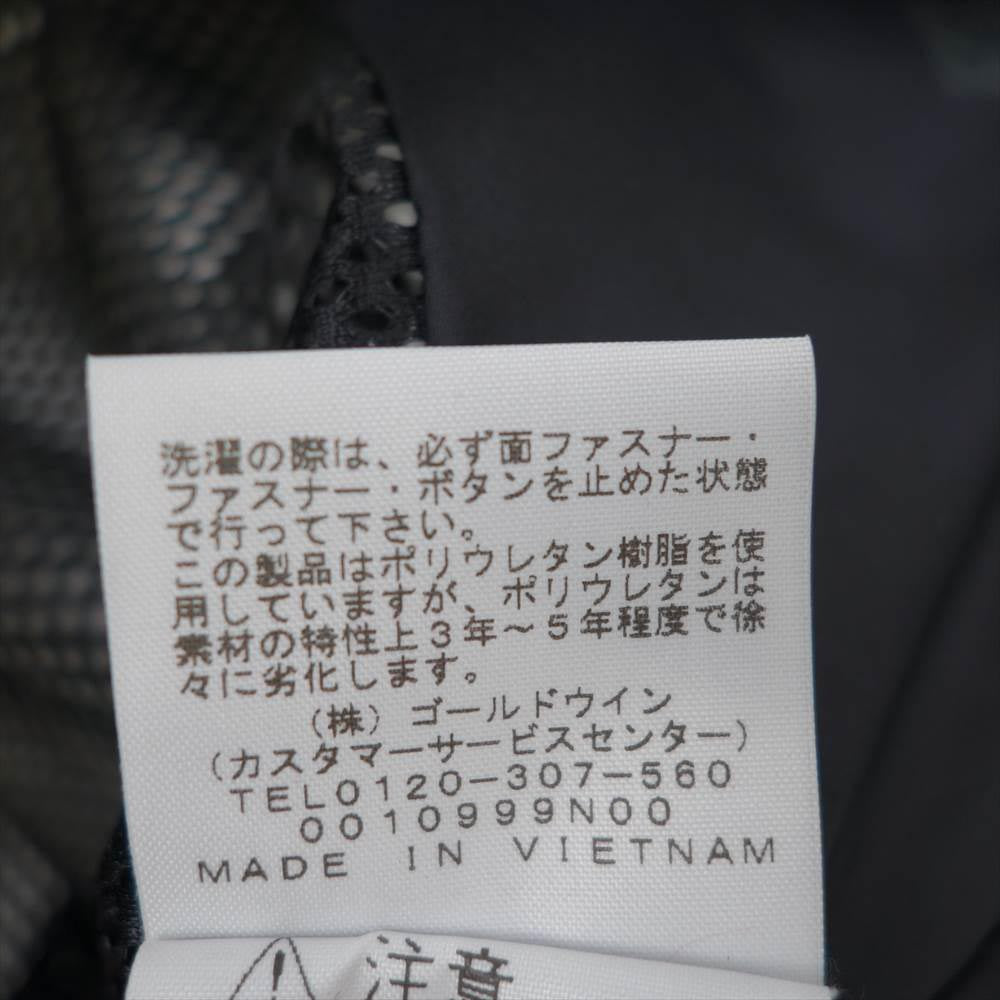 洗濯の際は、必ず面ファスナー・
ファスナー・ボタンを止めた状態
で行って下さい。
この製品はポリウレタン樹脂を使
用していますが、ポリウレタンは
素材の特性上3年～5年程度で徐
々に劣化します。
(株)ゴールドウイン
(カスタマーサービスセンター)
TEL0120-307-560
0010999N00
MADE IN VIETNAM
注意